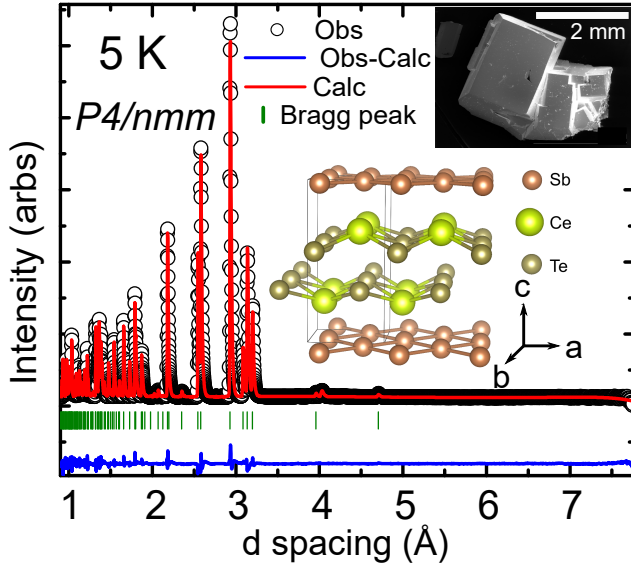 5 K
P4/nmm
Obs
Obs-Calc
Calc
Bragg peak
2 mm
Sb
Ce
Te
c
a
b
Intensity (arbs)
1 2 3 4 5 6 7
d spacing (Å)